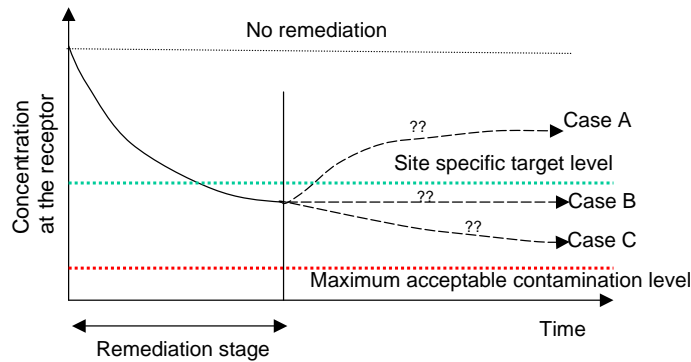 No remediation
Concentration
at the receptor
??
Case A
Site specific target level
??
Case B
??
Case C
Maximum acceptable contamination level
Time
Remediation stage